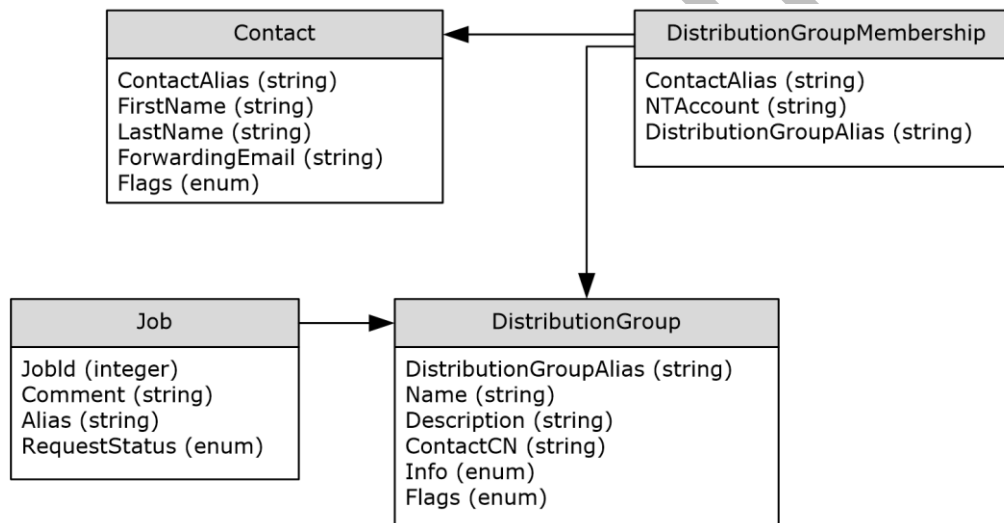 Contact
ContactAlias (string)
FirstName (string)
LastName (string)
ForwardingEmail (string)
Flags (enum)
DistributionGroupMembership
ContactAlias (string)
NTAccount (string)
DistributionGroupAlias (string)
Job
JobId (integer)
Comment (string)
Alias (string)
RequestStatus (enum)
DistributionGroup
DistributionGroupAlias (string)
Name (string)
Description (string)
ContactCN (string)
Info (enum)
Flags (enum)